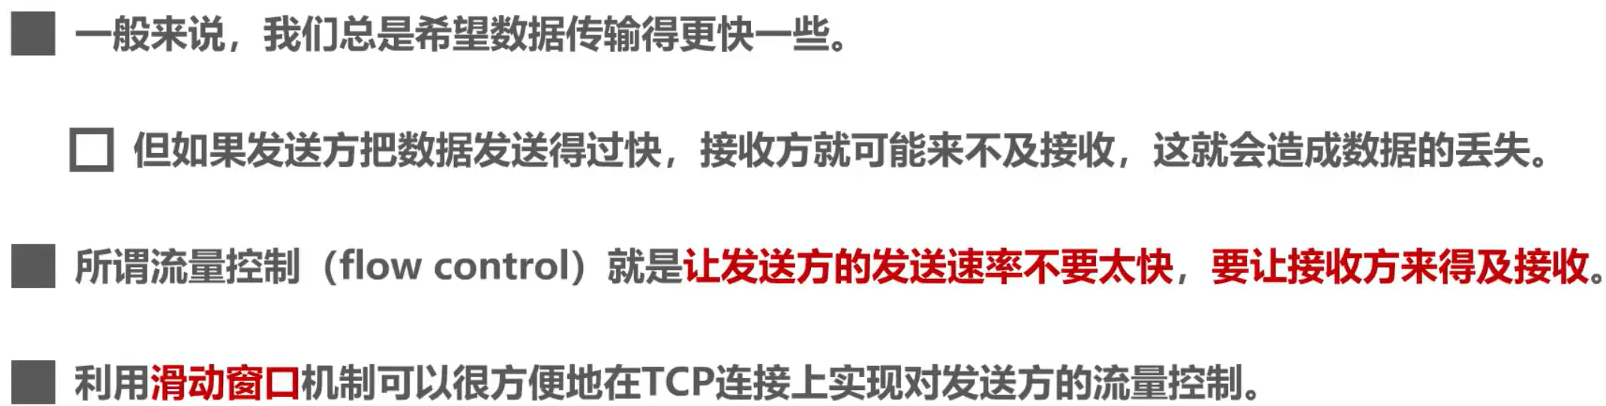 一般来说，我们总是希望数据传输得更快一些。
但如果发送方把数据发送得过快，接收方就可能来不及接收，这就会造成数据的丢失。
所谓流量控制（flow control）就是让发送方的发送速率不要太快，要让接收方来得及接收。
利用滑动窗口机制可以很方便地在TCP连接上实现对发送方的流量控制。